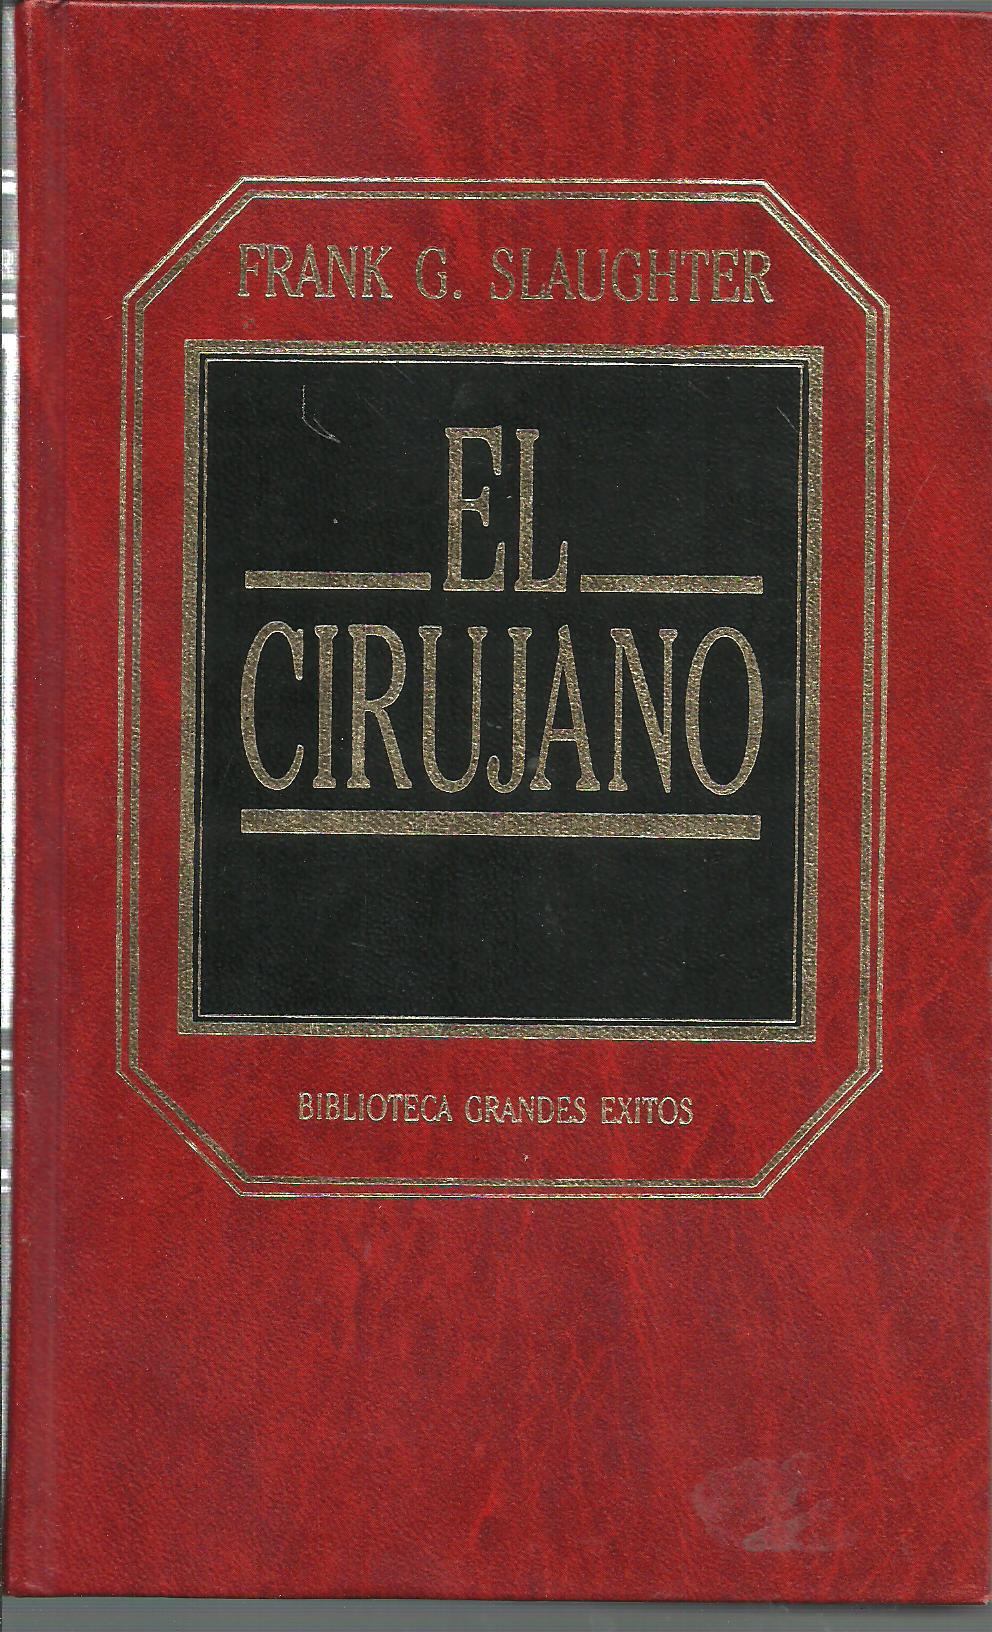 FRANK G. SLAUGHTER
EL
CIRUJANO
BIBLIOTECA GRANDES EXITOS